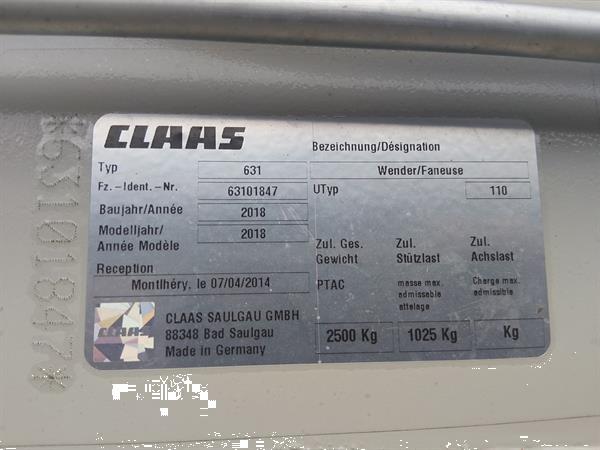 *63101847*
CLAAS
Bezeichnung/Désignation
Typ 631 Wender/Faneuse
Fz.-Ident.-Nr. 63101847 UTyp 110
Baujahr/Année 2018
Modelljahr/
Année Modèle 2018
Zul. Ges. Gewicht
Zul. Stützlast
Zul. Achslast
Reception
Montlhéry, le 07/04/2014
PTAC
masse max.
admissible
attelage
Charge max.
admissible
CLAAS
CLAAS SAULGAU GMBH
88348 Bad Saulgau
Made in Germany
2500 Kg 1025 Kg Kg